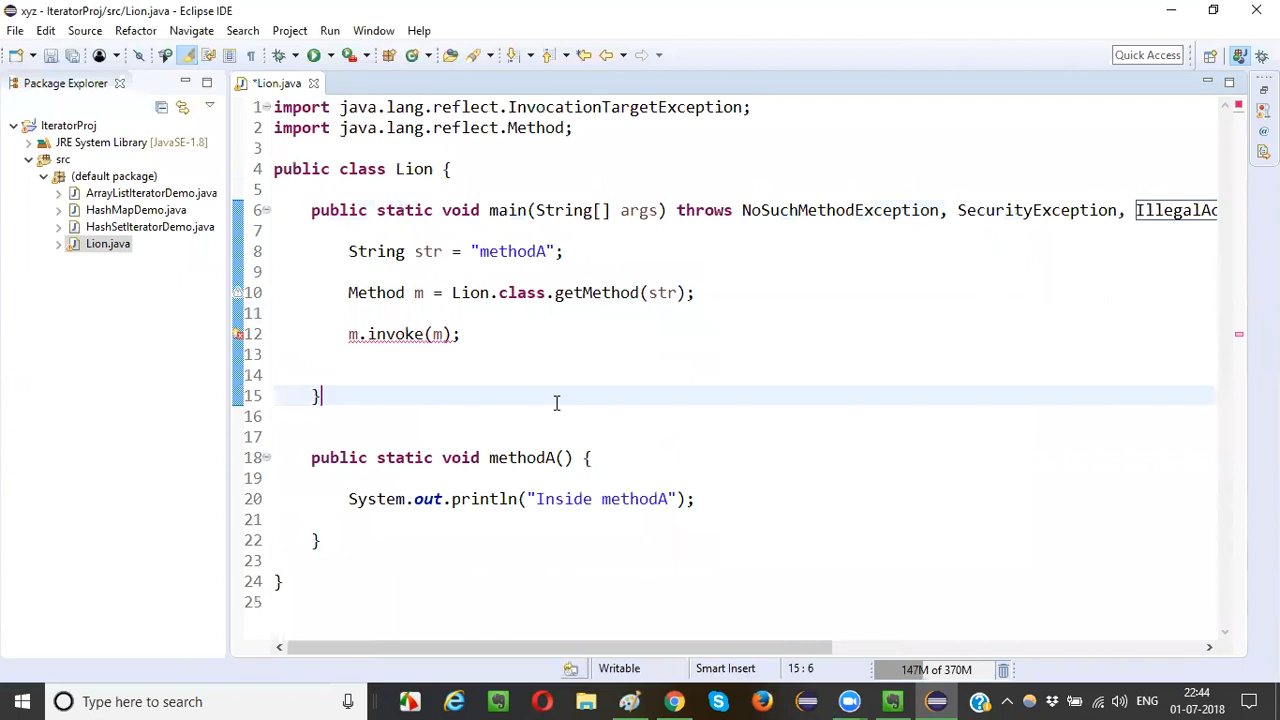 xyz - IteratorProj/src/Lion.java - Eclipse IDE
File Edit Source Refactor Navigate Search Project Run Window Help
Quick Access
Package Explorer
*Lion.java
IteratorProj
JRE System Library [JavaSE-1.8]
src
(default package)
ArrayListIteratorDemo.java
HashMapDemo.java
HashSetIteratorDemo.java
Lion.java
1 import java.lang.reflect.InvocationTargetException;
2 import java.lang.reflect.Method;
3
4 public class Lion {
5
6 public static void main(String[] args) throws NoSuchMethodException, SecurityException, IllegalAc
7
8 String str = "methodA";
9
10 Method m = Lion.class.getMethod(str);
11
12 m.invoke(m);
13
14
15 }
16
17
18 public static void methodA() {
19
20 System.out.println("Inside methodA");
21
22 }
23
24 }
25
Writable Smart Insert 15 : 6 147M of 370M
Type here to search
ENG
22:44
01-07-2018